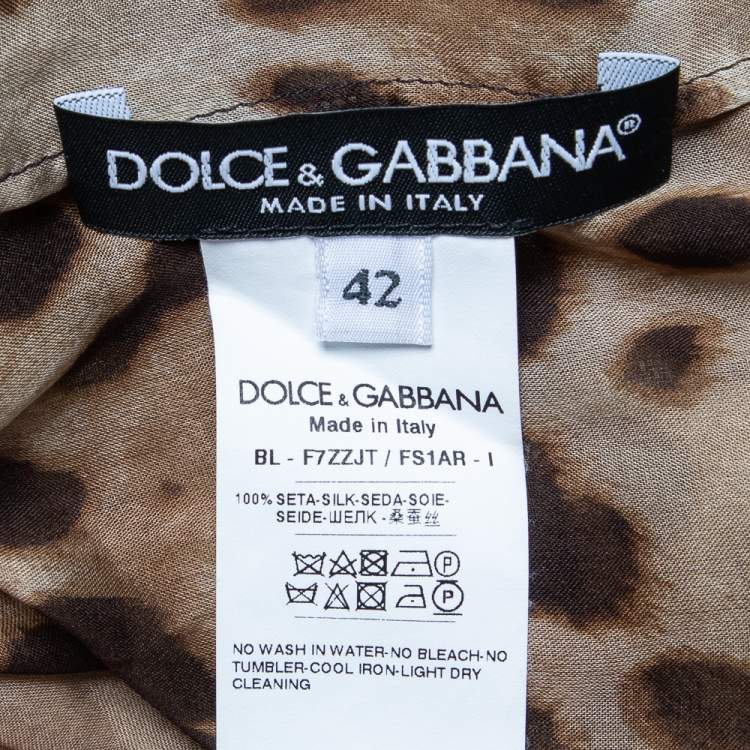 DOLCE & GABBANA®
MADE IN ITALY
42
DOLCE & GABBANA
Made in Italy
BL - F7ZZJT / FS1AR - I
100% SETA-SILK-SEDA-SOIE-
SEIDE-ШЕЛК-桑蚕丝
P
P
NO WASH IN WATER-NO BLEACH-NO
TUMBLER-COOL IRON-LIGHT DRY
CLEANING